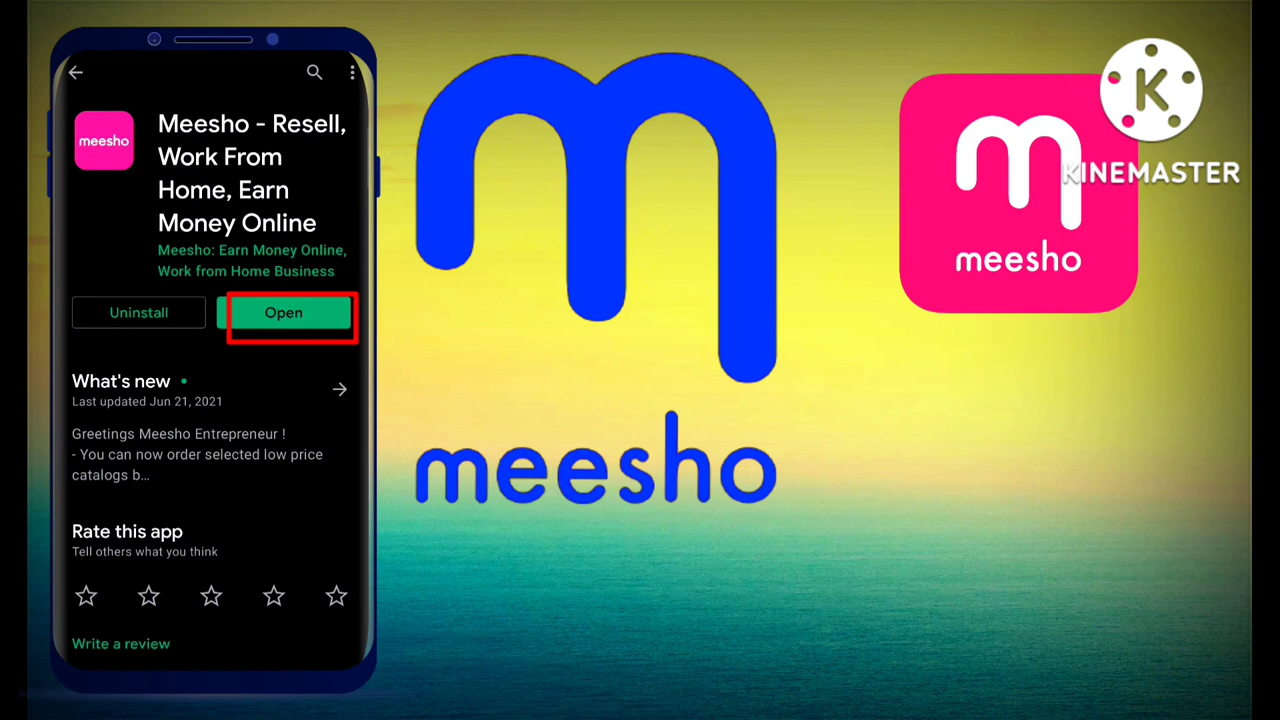 meesho
Meesho - Resell,
Work From
Home, Earn
Money Online
Meesho: Earn Money Online,
Work from Home Business
Uninstall
Open
What's new
Last updated Jun 21, 2021
Greetings Meesho Entrepreneur !
- You can now order selected low price
catalogs b...
Rate this app
Tell others what you think
Write a review
m
meesho
m
meesho
K
KINEMASTER